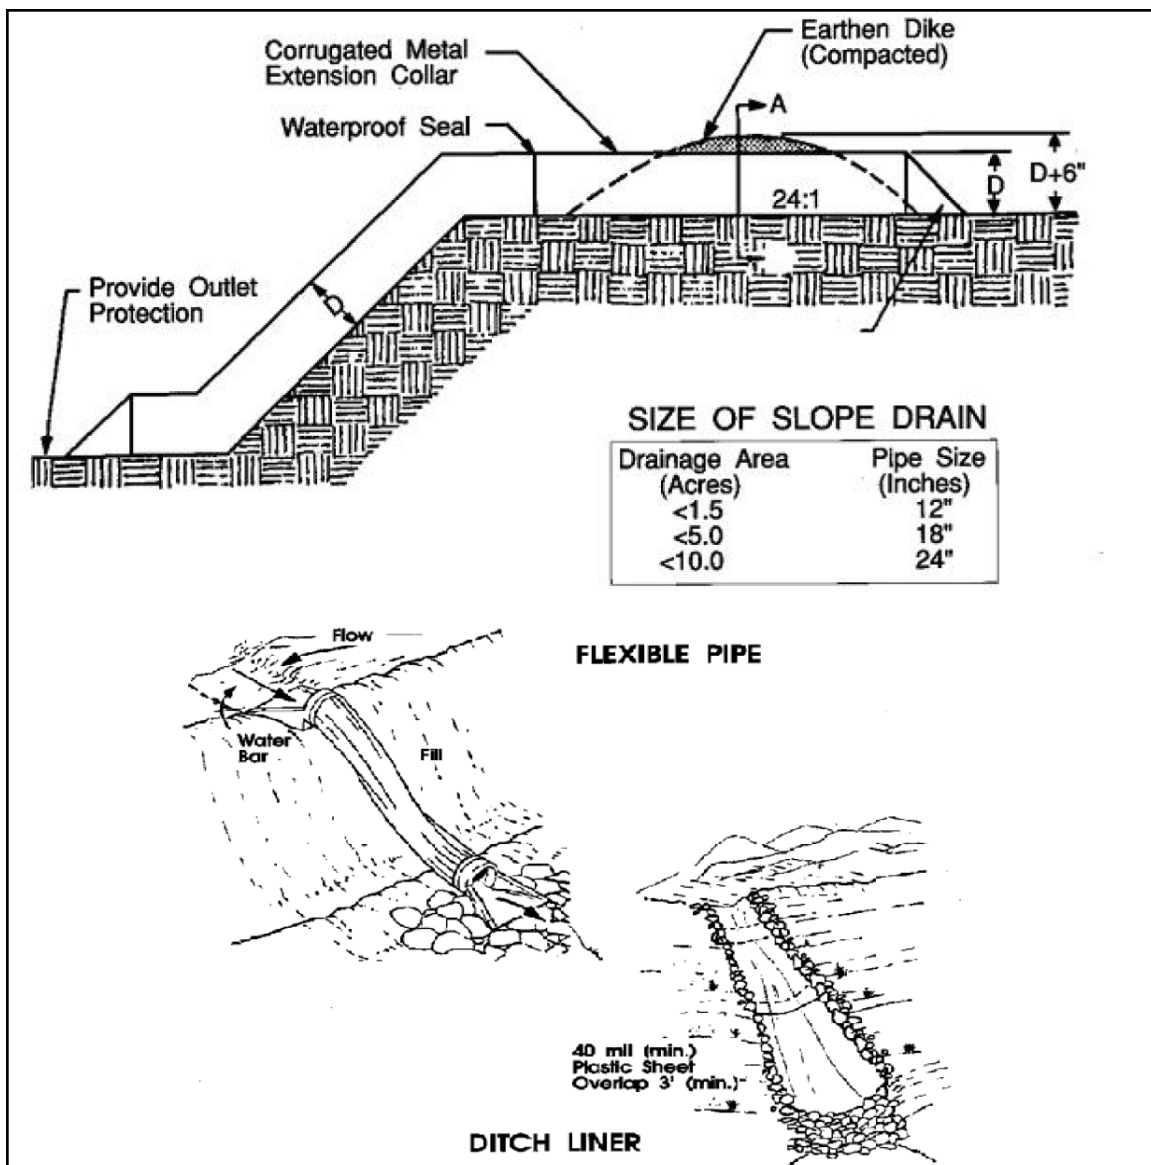 Earthen Dike
(Compacted)
Corrugated Metal
Extension Collar
A
Waterproof Seal
D
D+6"
24:1
Provide Outlet
Protection
D
SIZE OF SLOPE DRAIN
Drainage Area Pipe Size
(Acres) (Inches)
<1.5 12"
<5.0 18"
<10.0 24"
Flow
FLEXIBLE PIPE
Water
Bar
Fill
40 mil (min.)
Plastic Sheet
Overlap 3' (min.)
DITCH LINER